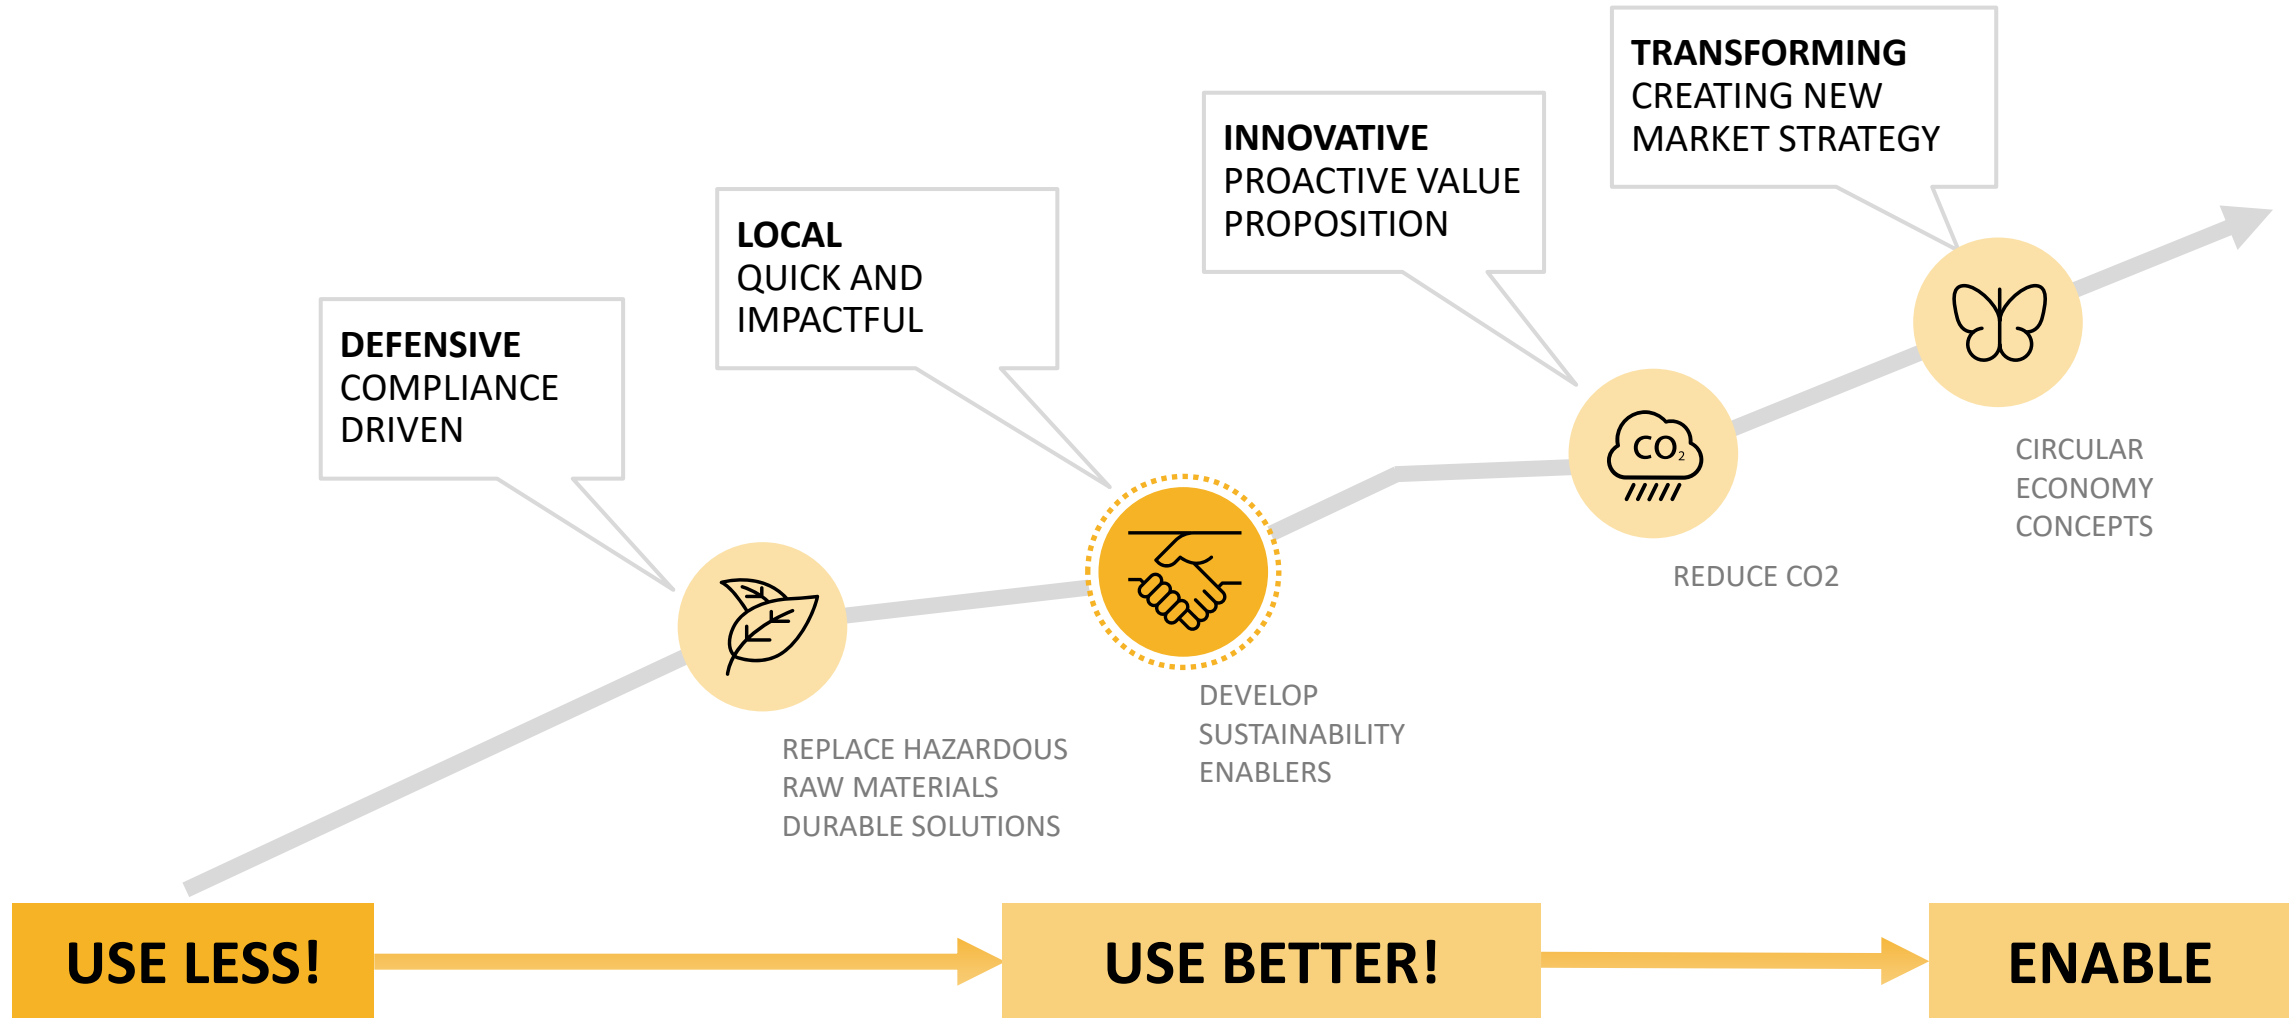 DEFENSIVE
COMPLIANCE
DRIVEN
LOCAL
QUICK AND
IMPACTFUL
INNOVATIVE
PROACTIVE VALUE
PROPOSITION
TRANSFORMING
CREATING NEW
MARKET STRATEGY
REPLACE HAZARDOUS
RAW MATERIALS
DURABLE SOLUTIONS
DEVELOP
SUSTAINABILITY
ENABLERS
CO₂
REDUCE CO2
CIRCULAR
ECONOMY
CONCEPTS
USE LESS!
USE BETTER!
ENABLE